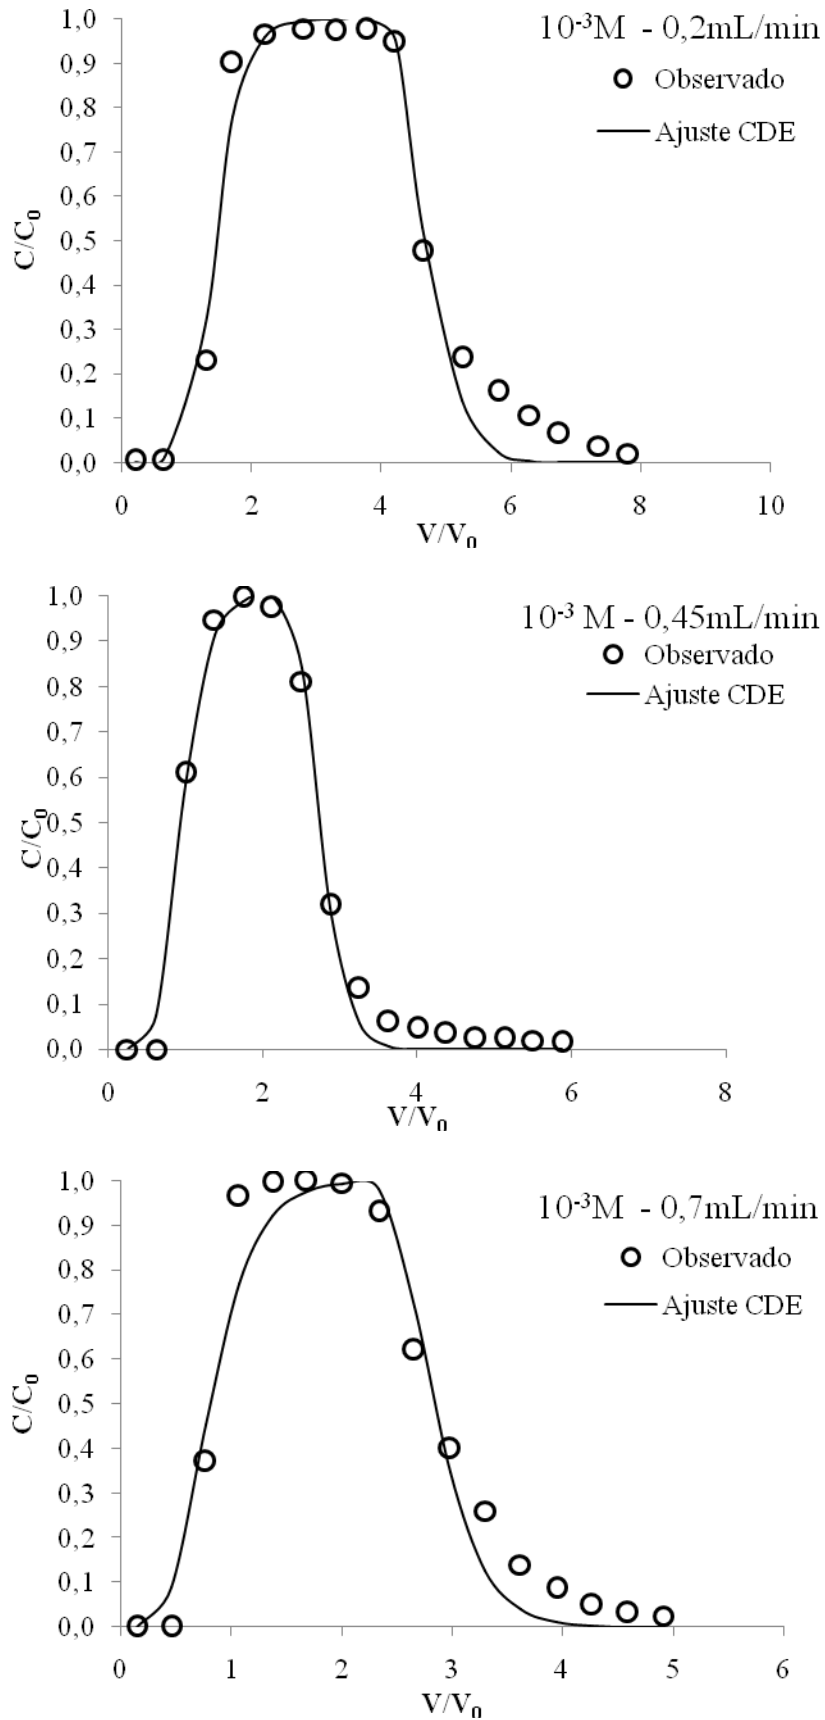 10⁻³M - 0,2mL/min
Observado
Ajuste CDE
C/C₀
1,0
0,9
0,8
0,7
0,6
0,5
0,4
0,3
0,2
0,1
0,0
0 2 4 6 8 10
V/V₀
10⁻³ M - 0,45mL/min
Observado
Ajuste CDE
C/C₀
1,0
0,9
0,8
0,7
0,6
0,5
0,4
0,3
0,2
0,1
0,0
0 2 4 6 8
V/V₀
10⁻³M - 0,7mL/min
Observado
Ajuste CDE
C/C₀
1,0
0,9
0,8
0,7
0,6
0,5
0,4
0,3
0,2
0,1
0,0
0 1 2 3 4 5 6
V/V₀